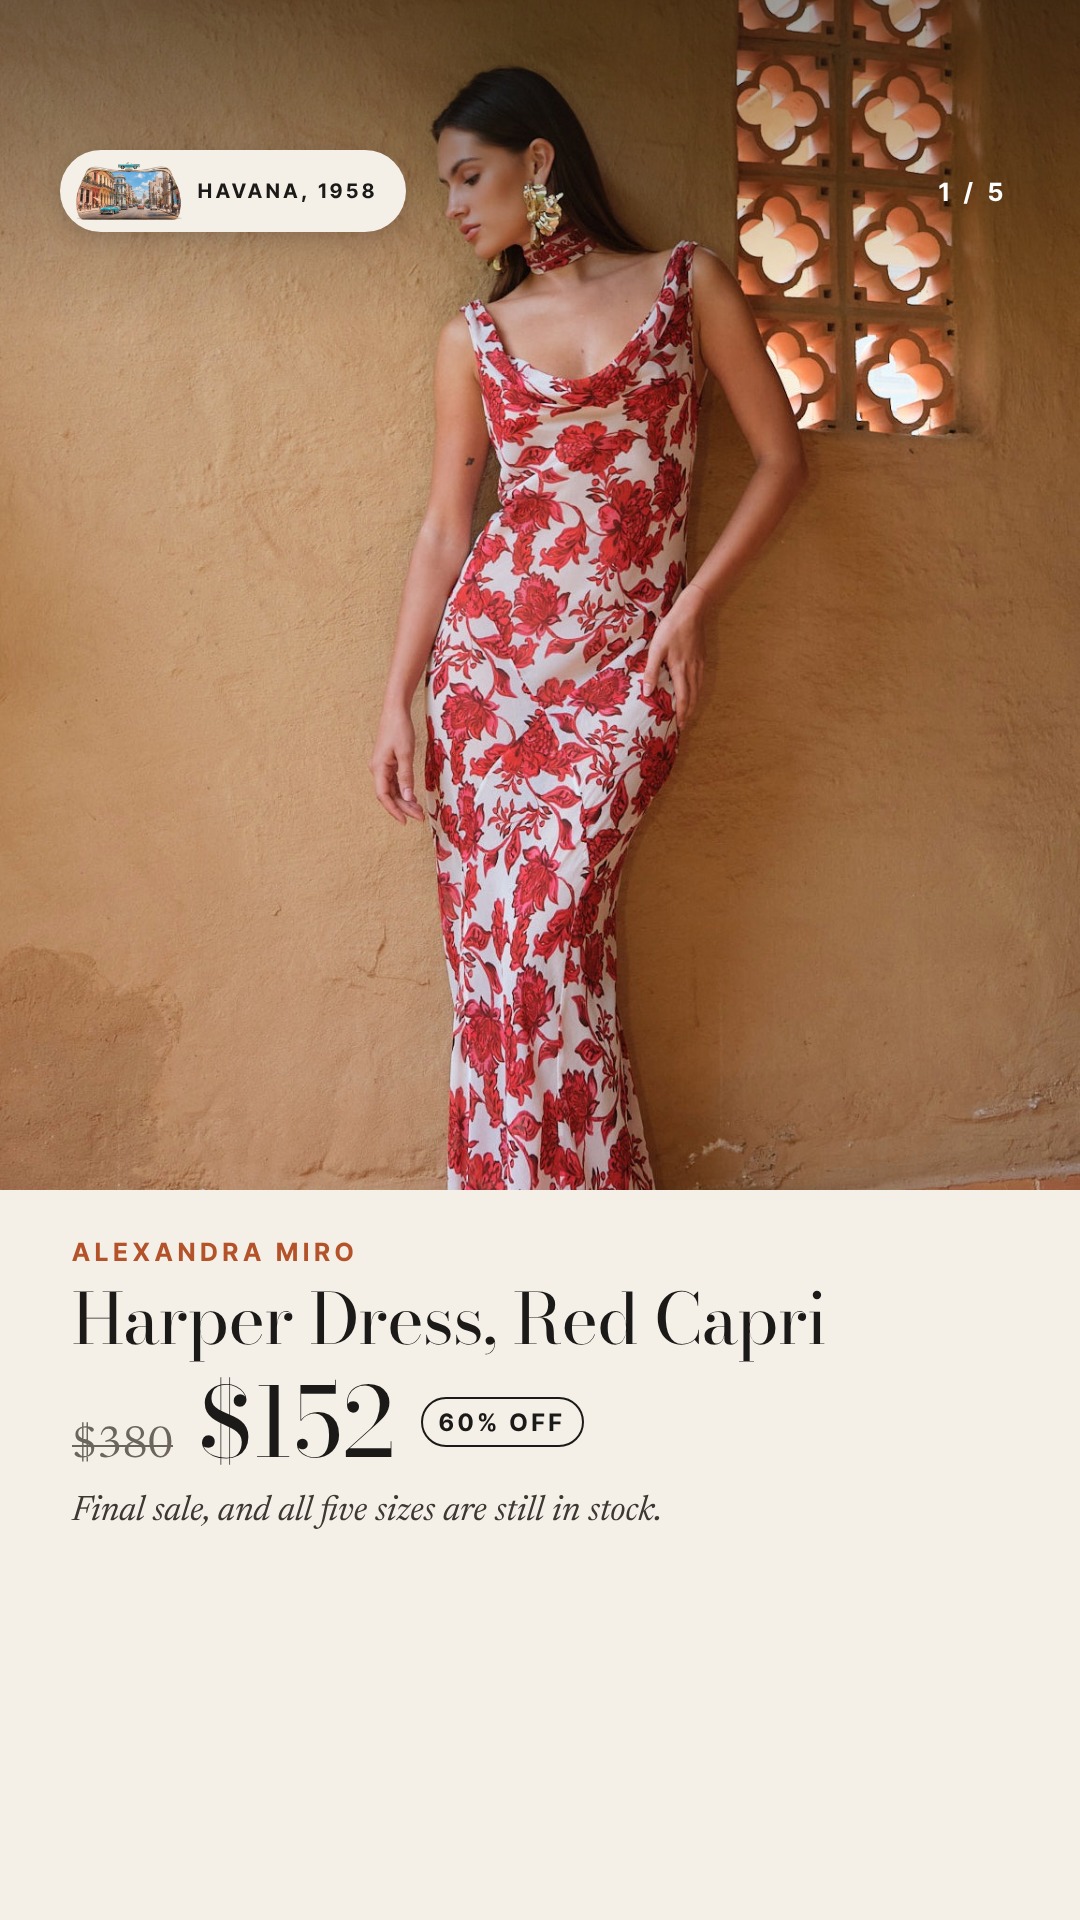 HAVANA, 1958
1 / 5
ALEXANDRA MIRO
Harper Dress, Red Capri
$380 $152 60% OFF
Final sale, and all five sizes are still in stock.